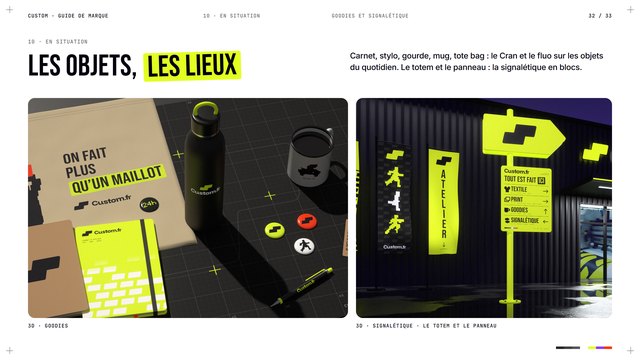 CUSTOM · GUIDE DE MARQUE
10 · EN SITUATION
GOODIES ET SIGNALÉTIQUE
32 / 33
10 · EN SITUATION
LES OBJETS, LES LIEUX
Carnet, stylo, gourde, mug, tote bag : le Cran et le fluo sur les objets
du quotidien. Le totem et le panneau : la signalétique en blocs.
ON FAIT
PLUS
QU'UN MAILLOT
Custom.fr
24h
Custom.fr
Custom.fr
Custom.fr
Custom.fr
ATELIER
Custom.fr
TOUT EST FAIT ICI
TEXTILE
PRINT
GOODIES
SIGNALÉTIQUE
3D · GOODIES
3D · SIGNALÉTIQUE · LE TOTEM ET LE PANNEAU